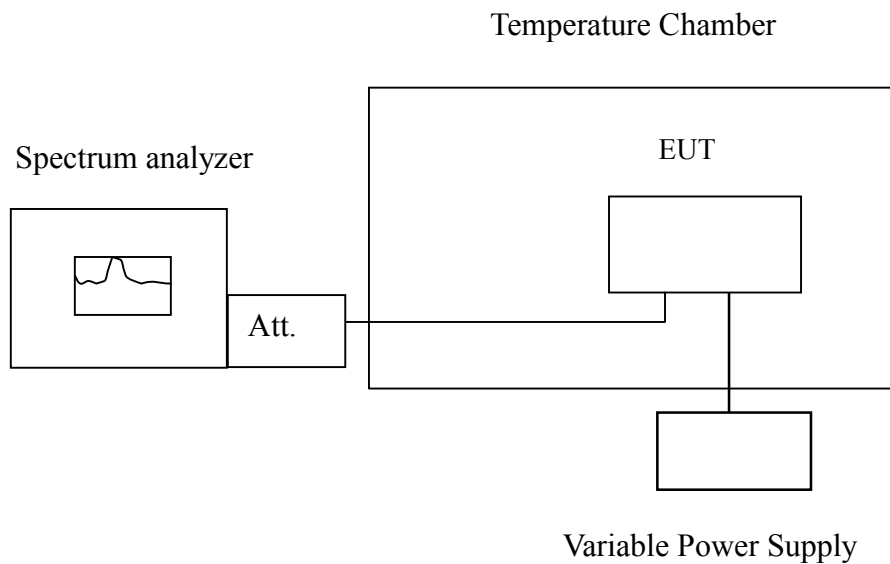 Temperature Chamber
Spectrum analyzer
EUT
Att.
Variable Power Supply